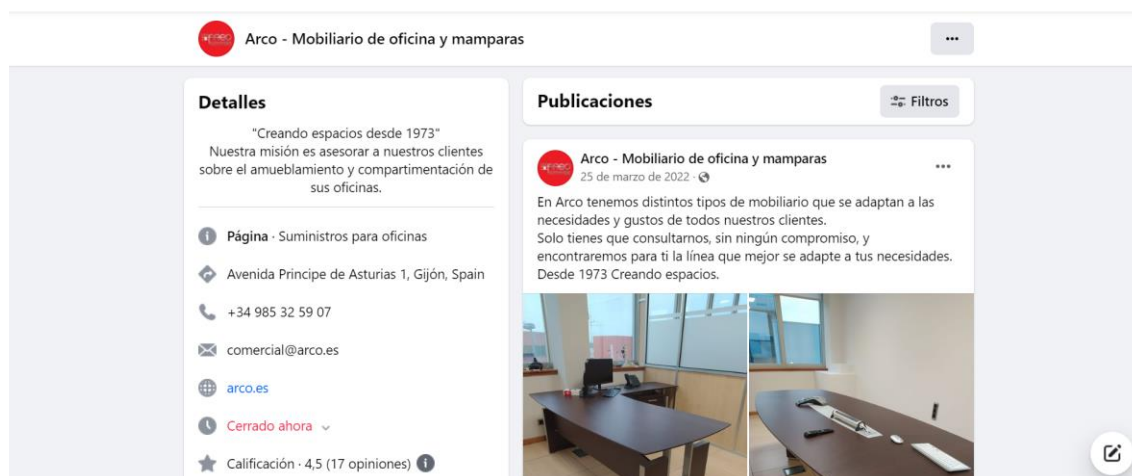 Arco - Mobiliario de oficina y mamparas
Detalles
"Creando espacios desde 1973"
Nuestra misión es asesorar a nuestros clientes
sobre el amueblamiento y compartimentación de
sus oficinas.
Página · Suministros para oficinas
Avenida Principe de Asturias 1, Gijón, Spain
+34 985 32 59 07
comercial@arco.es
arco.es
Cerrado ahora
Calificación · 4,5 (17 opiniones)
Publicaciones
Filtros
Arco - Mobiliario de oficina y mamparas
25 de marzo de 2022 ·
En Arco tenemos distintos tipos de mobiliario que se adaptan a las
necesidades y gustos de todos nuestros clientes.
Solo tienes que consultarnos, sin ningún compromiso, y
encontraremos para ti la línea que mejor se adapte a tus necesidades.
Desde 1973 Creando espacios.